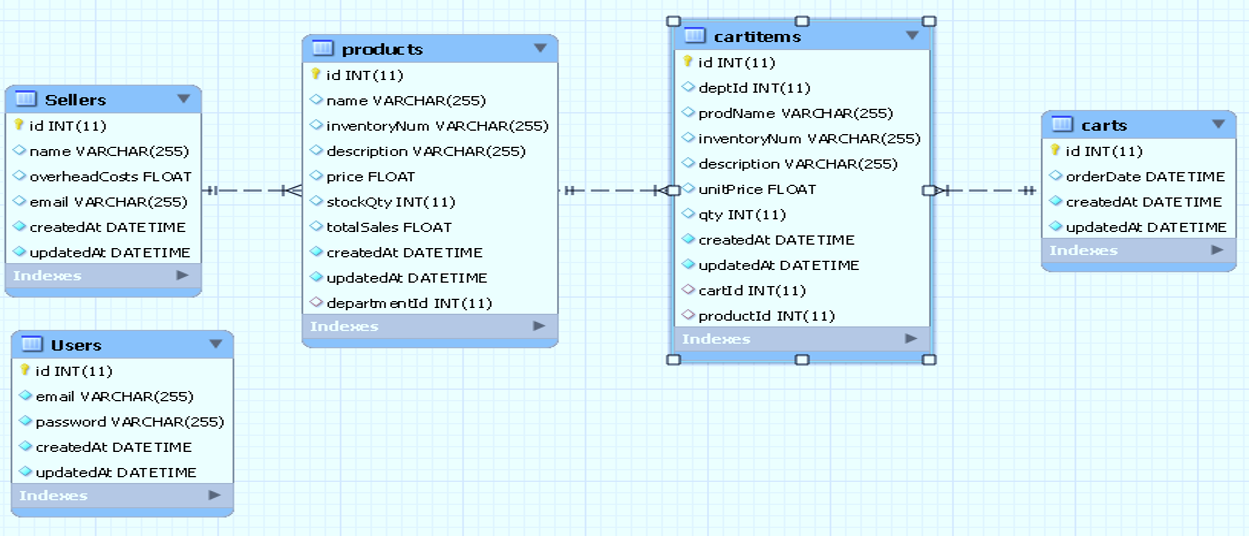 Sellers
id INT(11)
name VARCHAR(255)
overheadCosts FLOAT
email VARCHAR(255)
createdAt DATETIME
updatedAt DATETIME
Indexes
Users
id INT(11)
email VARCHAR(255)
password VARCHAR(255)
createdAt DATETIME
updatedAt DATETIME
Indexes
products
id INT(11)
name VARCHAR(255)
inventoryNum VARCHAR(255)
description VARCHAR(255)
price FLOAT
stockQty INT(11)
totalSales FLOAT
createdAt DATETIME
updatedAt DATETIME
departmentId INT(11)
Indexes
cartitems
id INT(11)
deptId INT(11)
prodName VARCHAR(255)
inventoryNum VARCHAR(255)
description VARCHAR(255)
unitPrice FLOAT
qty INT(11)
createdAt DATETIME
updatedAt DATETIME
cartId INT(11)
productId INT(11)
Indexes
carts
id INT(11)
orderDate DATETIME
createdAt DATETIME
updatedAt DATETIME
Indexes